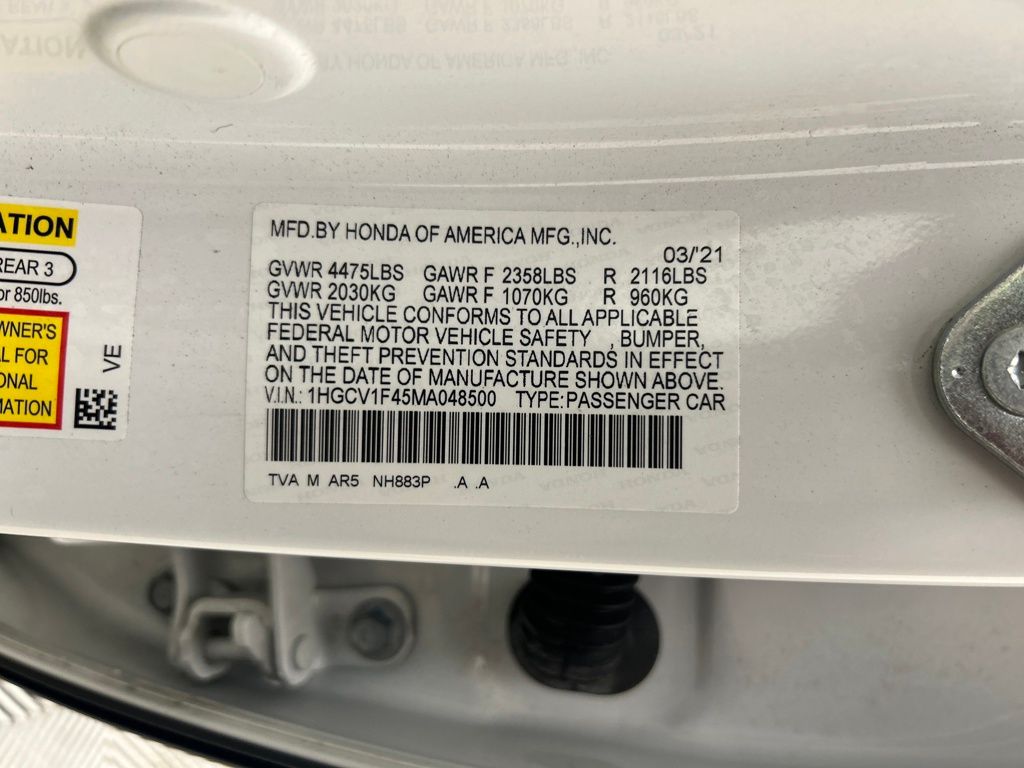 ATION
REAR 3
or 850lbs.
WNER'S
AL FOR
ONAL
MATION
VE
MFD.BY HONDA OF AMERICA MFG.,INC.
03/'21
GVWR 4475LBS GAWR F 2358LBS R 2116LBS
GVWR 2030KG GAWR F 1070KG R 960KG
THIS VEHICLE CONFORMS TO ALL APPLICABLE
FEDERAL MOTOR VEHICLE SAFETY , BUMPER,
AND THEFT PREVENTION STANDARDS IN EFFECT
ON THE DATE OF MANUFACTURE SHOWN ABOVE.
V.I.N.: 1HGCV1F45MA048500 TYPE:PASSENGER CAR
TVA M AR5 NH883P .A .A